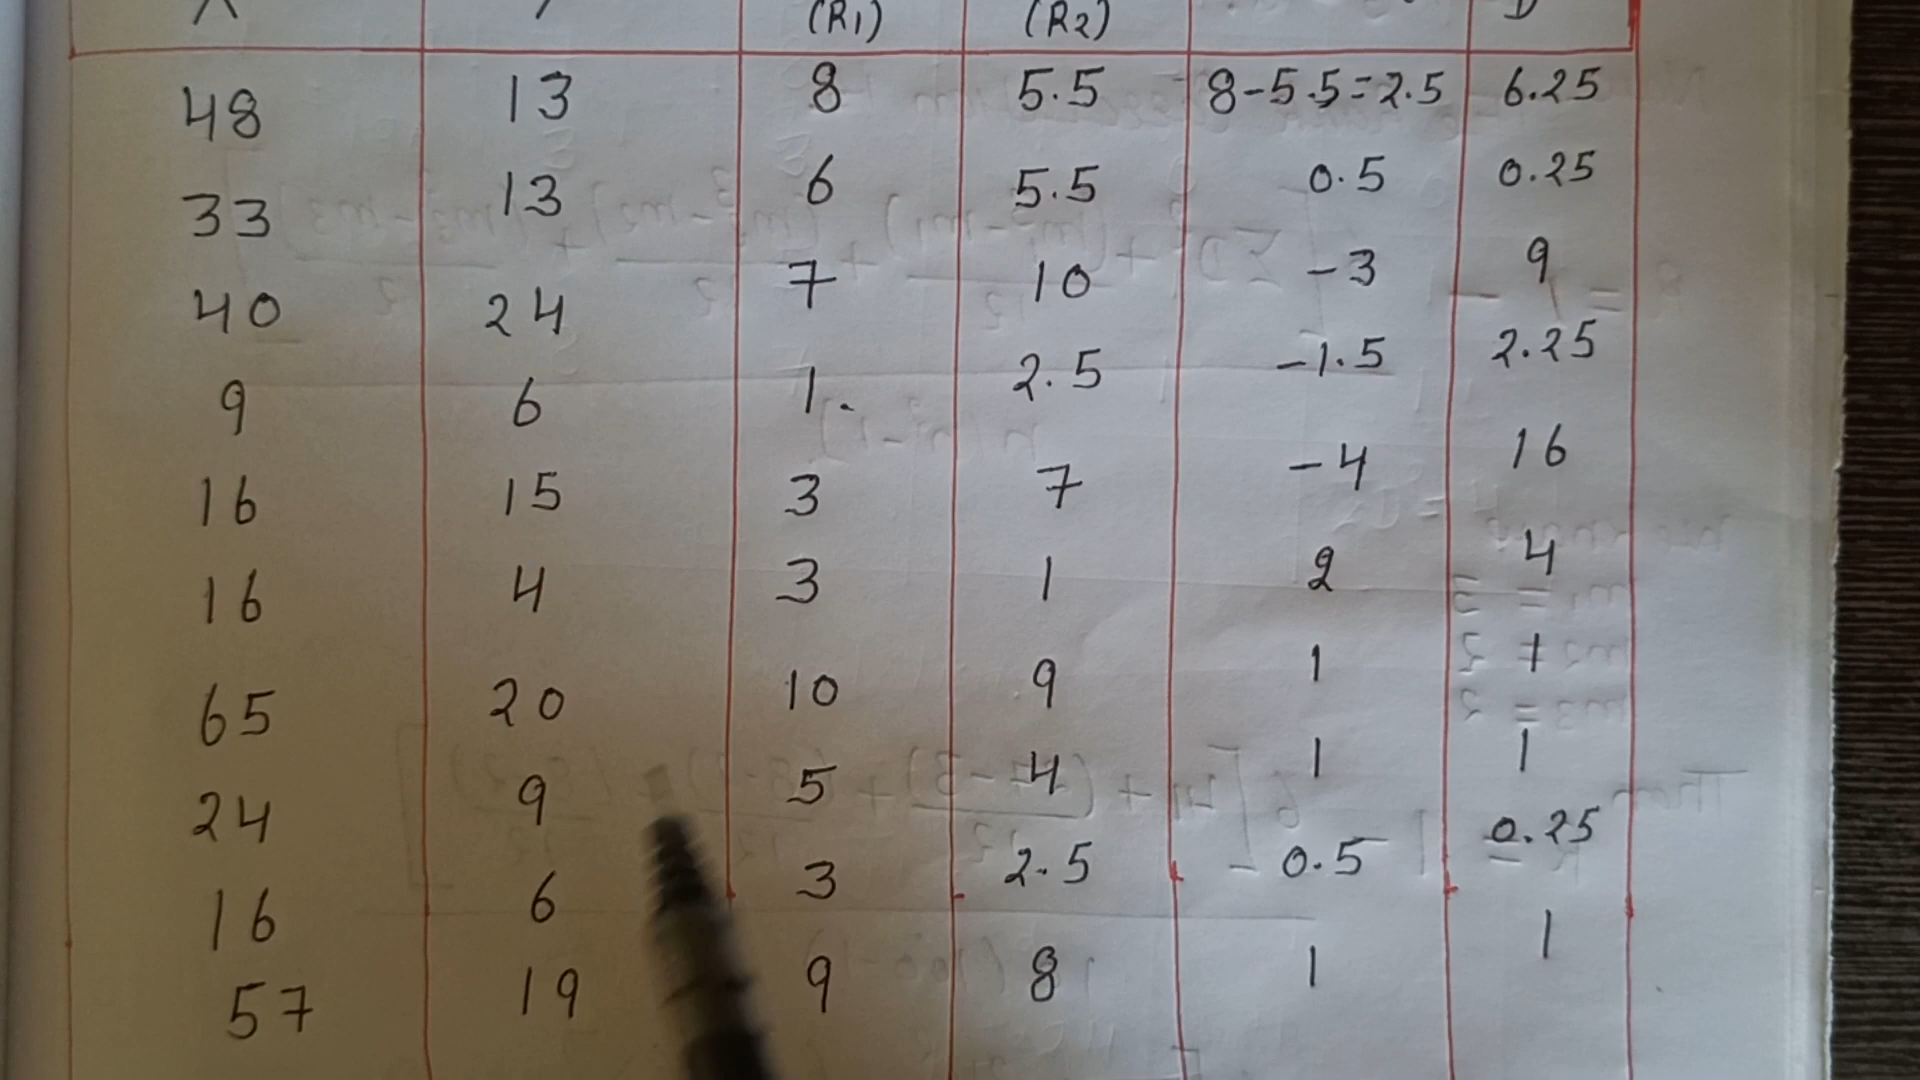 X Y (R1) (R2) D
48 13 8 5.5 8-5.5=2.5 6.25
33 13 6 5.5 0.5 0.25
40 24 7 10 -3 9
9 6 1. 2.5 -1.5 2.25
16 15 3 7 -4 16
16 4 3 1 2 4
65 20 10 9 1 1
24 9 5 4 1 1
16 6 3 2.5 0.5 0.25
57 19 9 8 1 1